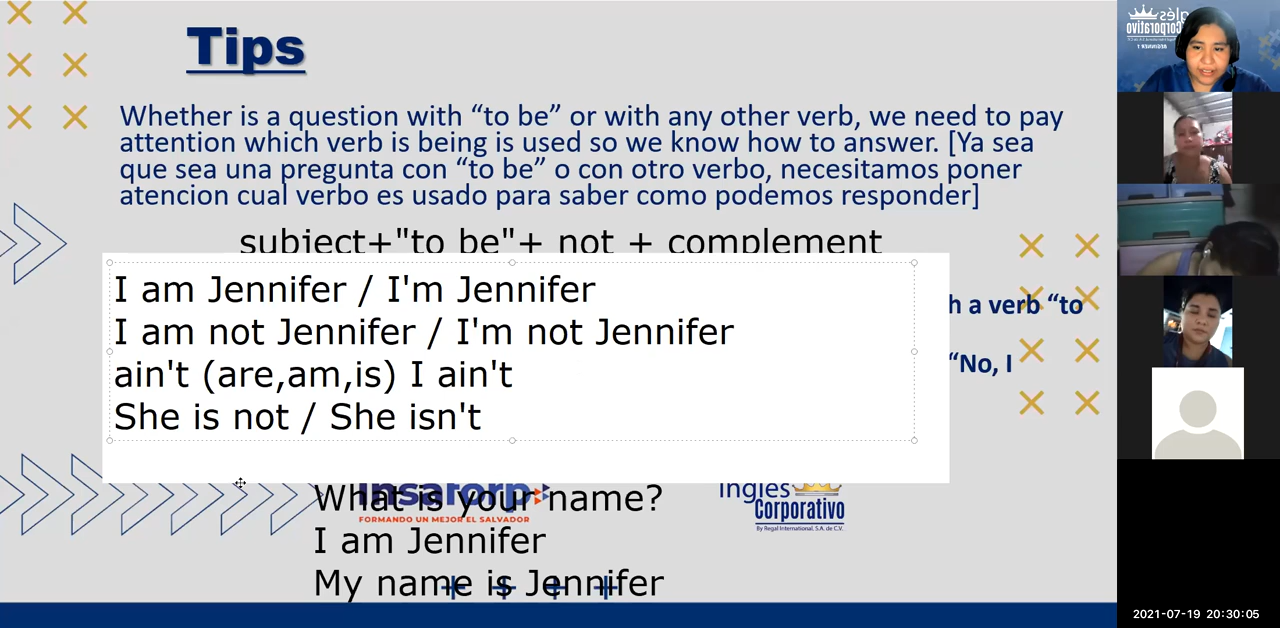 Tips
Whether is a question with “to be” or with any other verb, we need to pay
attention which verb is being is used so we know how to answer. [Ya sea
que sea una pregunta con “to be” o con otro verbo, necesitamos poner
atencion cual verbo es usado para saber como podemos responder]
subject+"to be"+ not + complement
I am Jennifer / I'm Jennifer
I am not Jennifer / I'm not Jennifer
ain't (are,am,is) I ain't
She is not / She isn't
h a verb “to
“No, I
What is your name?
I am Jennifer
My name is Jennifer
insaforp
FORMANDO UN MEJOR EL SALVADOR
Inglés
Corporativo
By Regal International, S.A. de C.V.
Inglés
Corporativo
2021-07-19 20:30:05